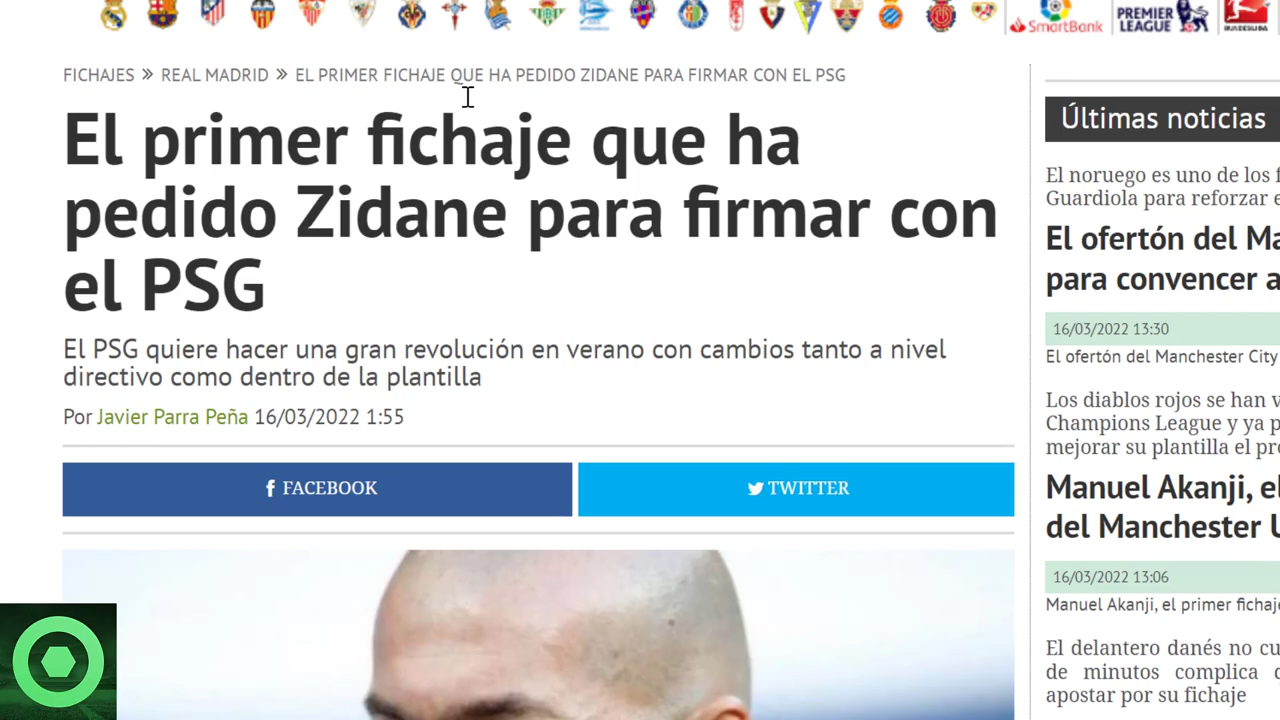 SmartBank
PREMIER
LEAGUE
BUNDESLIGA
FICHAJES » REAL MADRID » EL PRIMER FICHAJE QUE HA PEDIDO ZIDANE PARA FIRMAR CON EL PSG
El primer fichaje que ha
pedido Zidane para firmar con
el PSG
El PSG quiere hacer una gran revolución en verano con cambios tanto a nivel
directivo como dentro de la plantilla
Por Javier Parra Peña 16/03/2022 1:55
FACEBOOK
TWITTER
Últimas noticias
El noruego es uno de los
Guardiola para reforzar
El ofertón del
para convencer
16/03/2022 13:30
El ofertón del Manchester City
Los diablos rojos se han
Champions League y ya
mejorar su plantilla el
Manuel Akanji,
del Manchester
16/03/2022 13:06
Manuel Akanji, el primer
El delantero danés no
de minutos complica
apostar por su fichaje